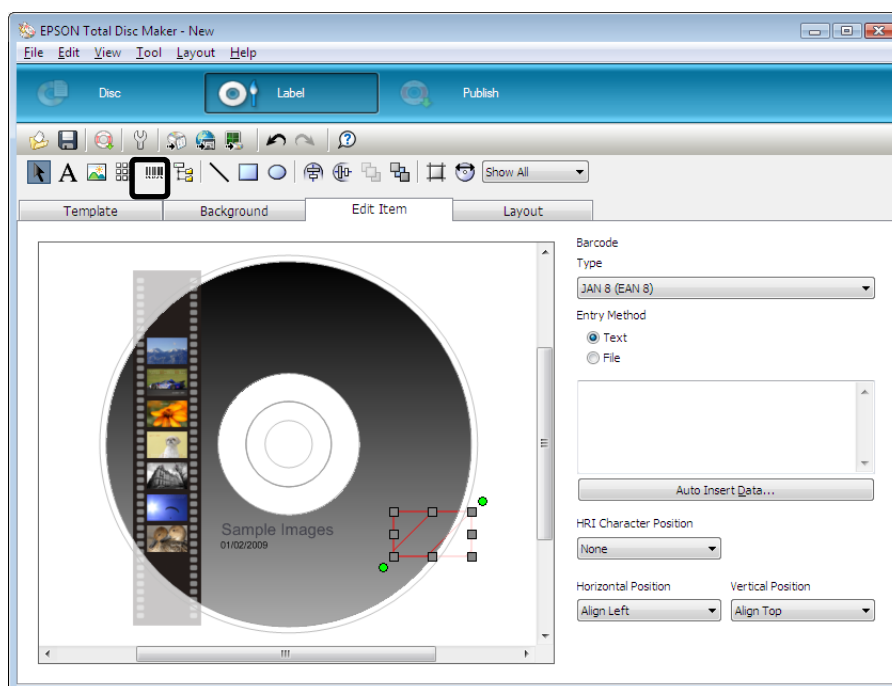 EPSON Total Disc Maker - New
File Edit View Tool Layout Help
Disc Label Publish
Show All
Template Background Edit Item Layout
Barcode
Type
JAN 8 (EAN 8)
Entry Method
Text
File
Auto Insert Data...
Sample Images
01/02/2009
HRI Character Position
None
Horizontal Position Vertical Position
Align Left Align Top